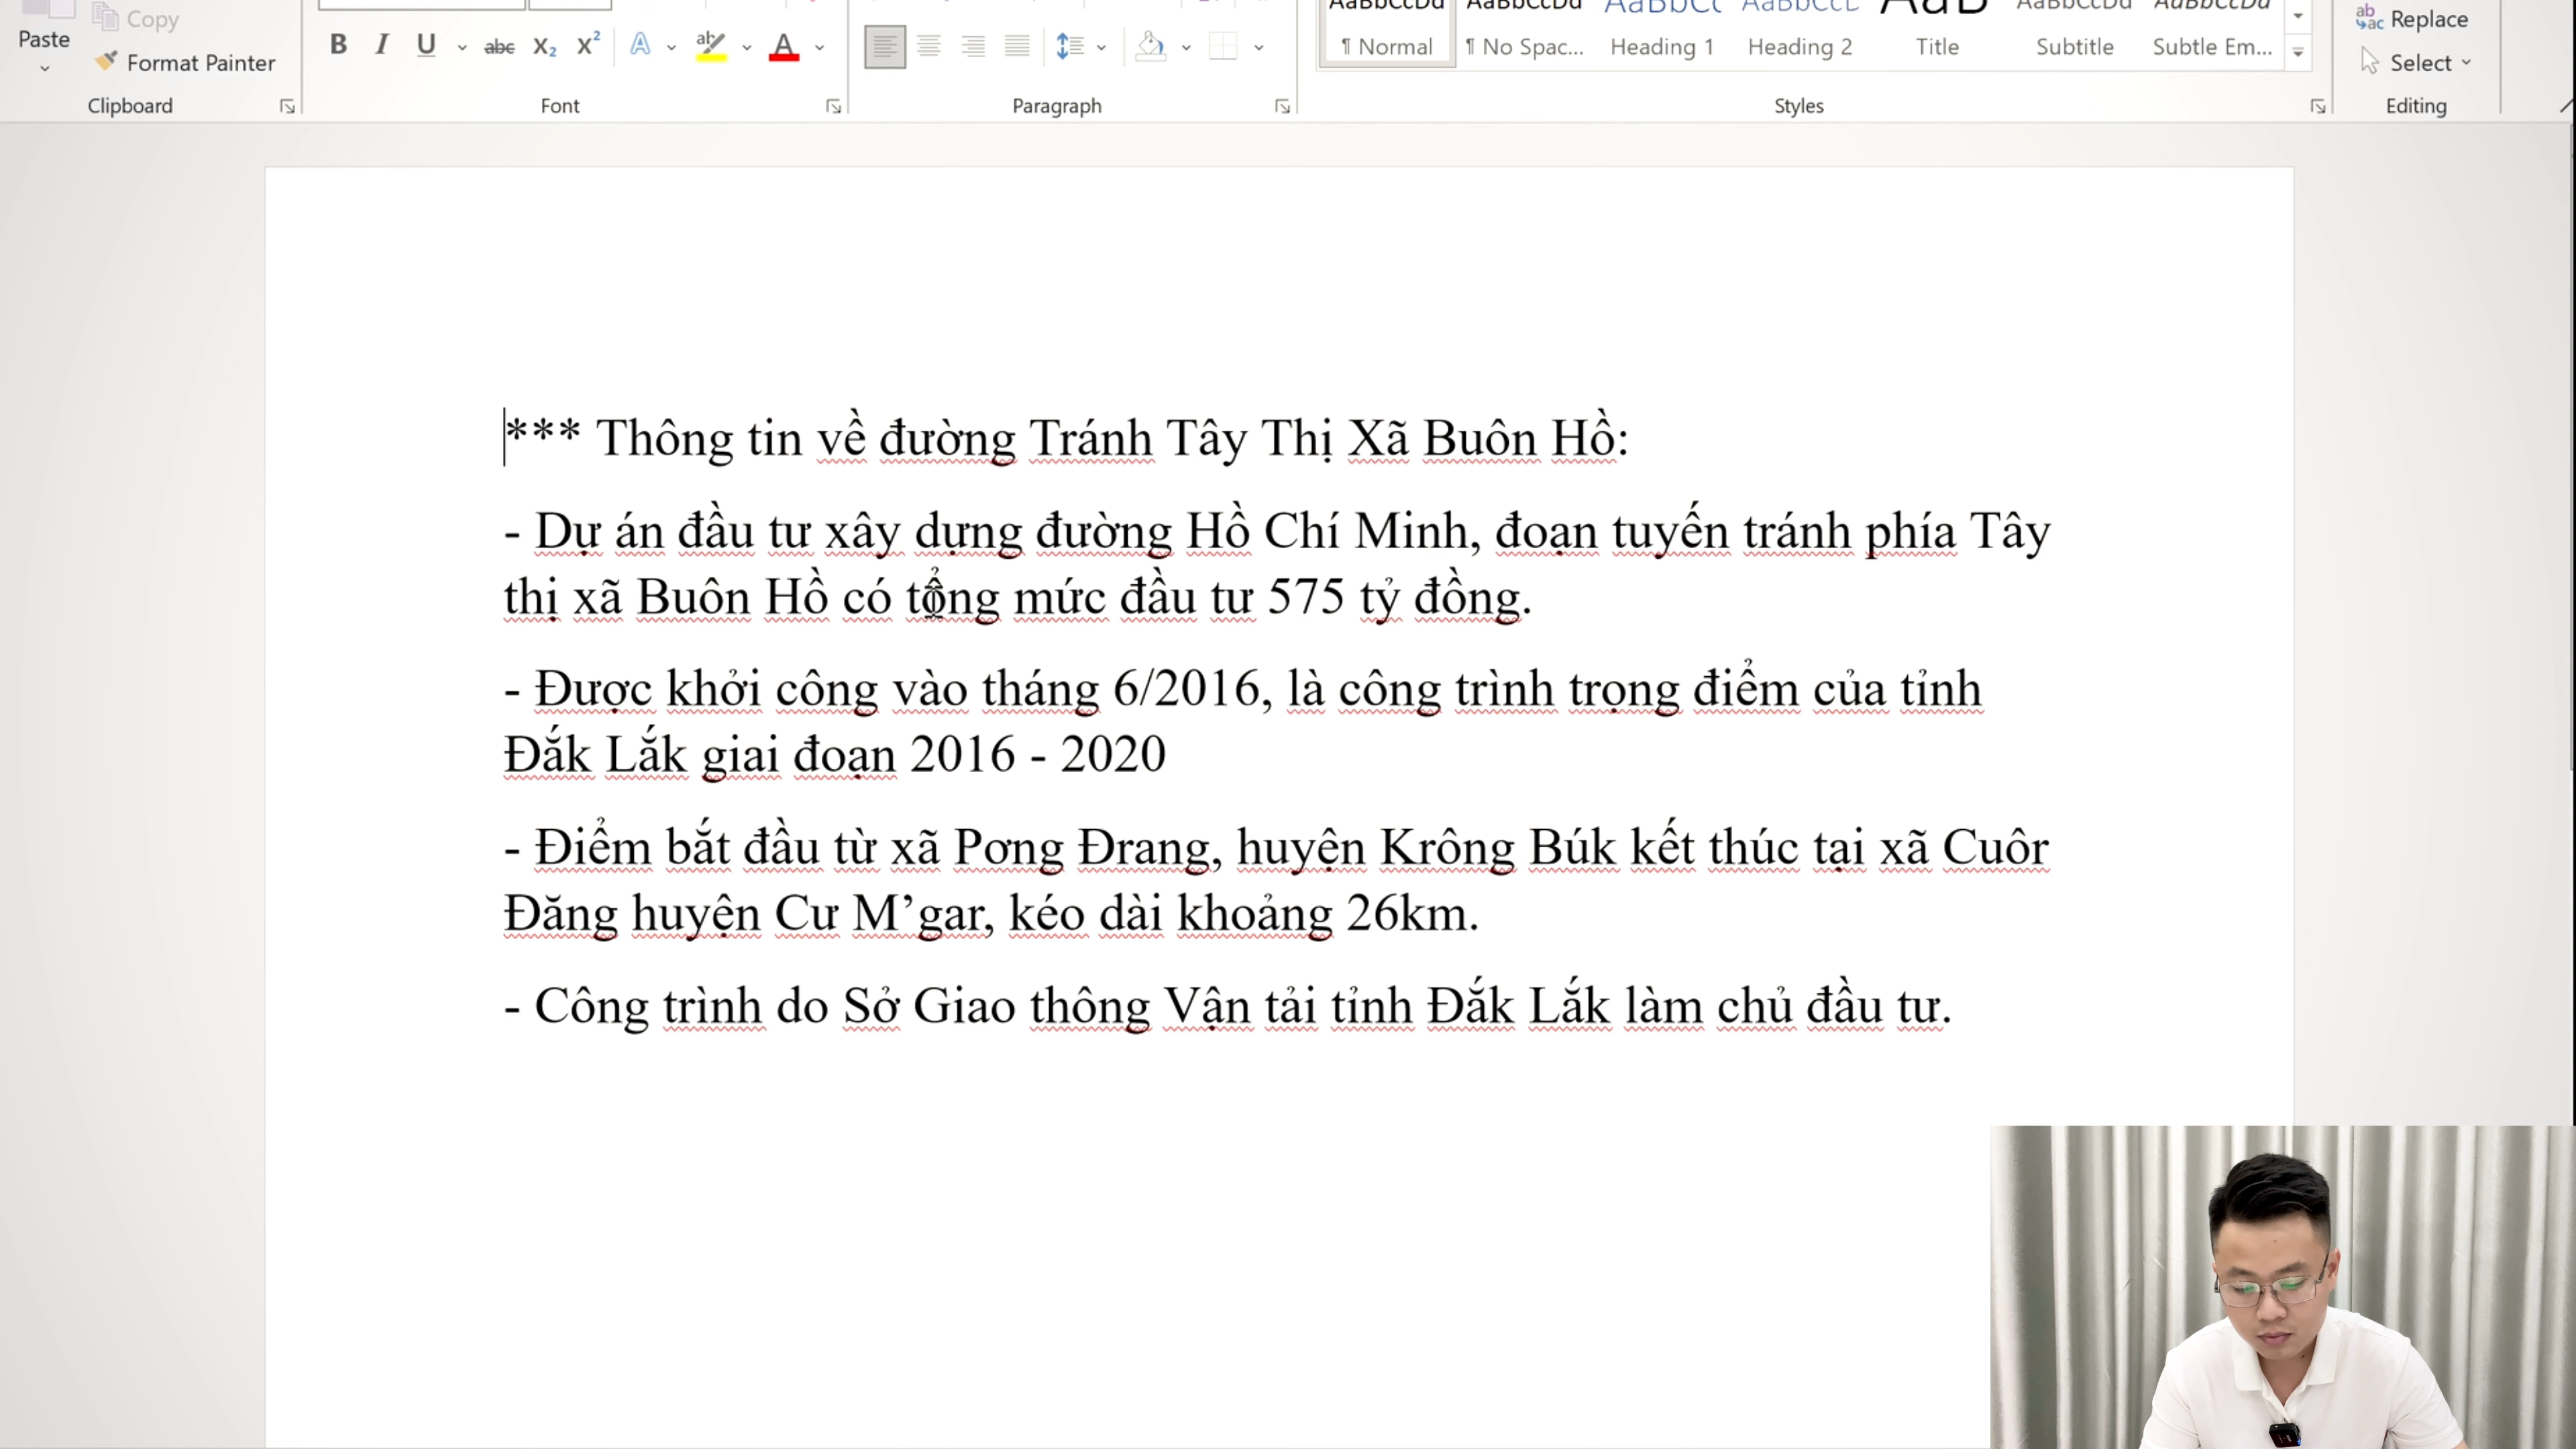 Copy
Replace
Paste
B I U abc X₂ X² A ab A
¶ Normal ¶ No Spac... Heading 1 Heading 2 Title Subtitle Subtle Em...
Format Painter
Select
Clipboard Font Paragraph Styles Editing
*** Thông tin về đường Tránh Tây Thị Xã Buôn Hồ:
- Dự án đầu tư xây dựng đường Hồ Chí Minh, đoạn tuyến tránh phía Tây
thị xã Buôn Hồ có tổng mức đầu tư 575 tỷ đồng.
- Được khởi công vào tháng 6/2016, là công trình trọng điểm của tỉnh
Đắk Lắk giai đoạn 2016 - 2020
- Điểm bắt đầu từ xã Pơng Đrang, huyện Krông Búk kết thúc tại xã Cuôr
Đăng huyện Cư M’gar, kéo dài khoảng 26km.
- Công trình do Sở Giao thông Vận tải tỉnh Đắk Lắk làm chủ đầu tư.